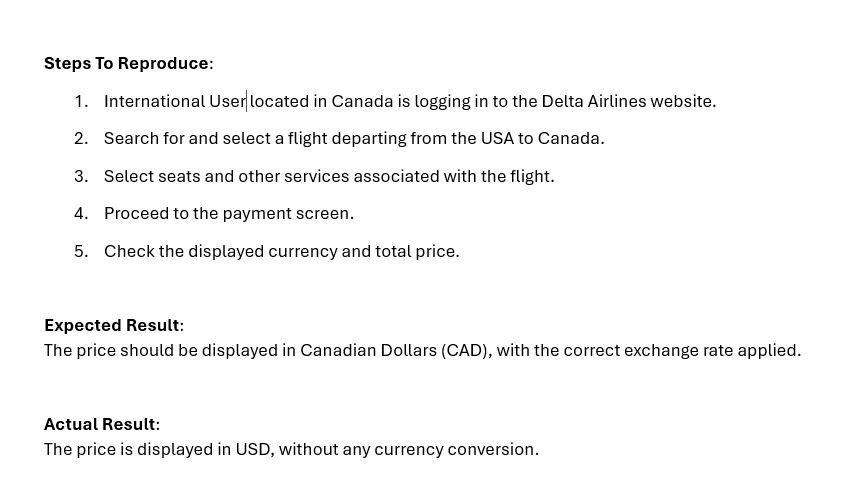 Steps To Reproduce:
1. International User located in Canada is logging in to the Delta Airlines website.
2. Search for and select a flight departing from the USA to Canada.
3. Select seats and other services associated with the flight.
4. Proceed to the payment screen.
5. Check the displayed currency and total price.
Expected Result:
The price should be displayed in Canadian Dollars (CAD), with the correct exchange rate applied.
Actual Result:
The price is displayed in USD, without any currency conversion.